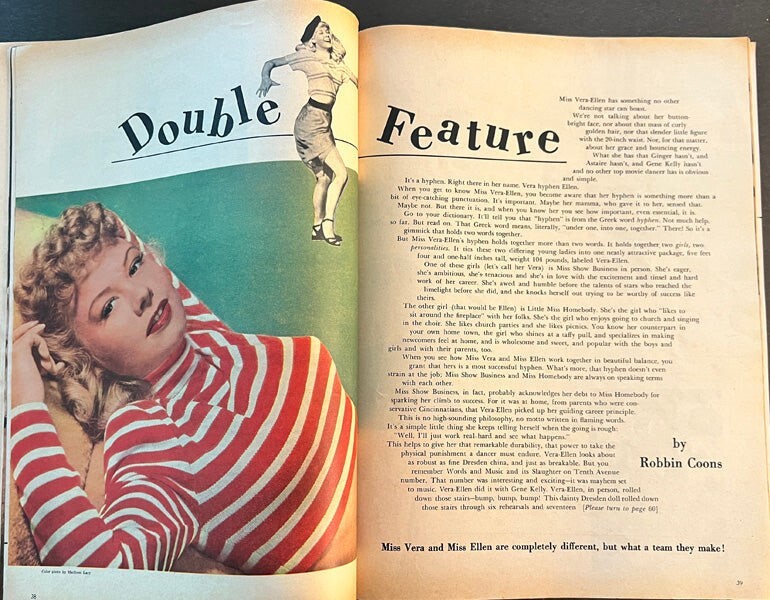 Double
Feature
Miss Vera-Ellen has something no other
dancing star can boast.
We're not talking about her button-
bright face, nor about that mass of curly
golden hair, nor that slender little figure
with the 20-inch waist. Nor, for that matter,
about her grace and bouncing energy.
What she has that Ginger hasn't, and
Astaire hasn't, and Gene Kelly hasn't
and no other top movie dancer has is obvious
and simple.
It's a hyphen. Right there in her name. Vera hyphen Ellen.
When you get to know Miss Vera-Ellen, you become aware that her hyphen is something more than a
bit of eye-catching punctuation. It's important. Maybe her mamma, who gave it to her, sensed that.
Maybe not. But there it is, and when you know her you see how important, even essential, it is.
Go to your dictionary. It'll tell you that "hyphen" is from the Greek word hyphen. Not much help,
so far. But read on. That Greek word means, literally, "under one, into one, together." There! So it's a
gimmick that holds two words together.
But Miss Vera-Ellen's hyphen holds together more than two words. It holds together two girls, two
personalities. It ties these two differing young ladies into one neatly attractive package, five feet
four and one-half inches tall, weight 104 pounds, labeled Vera-Ellen.
One of these girls (let's call her Vera) is Miss Show Business in person. She's eager,
she's ambitious, she's tenacious and she's in love with the excitement and tinsel and hard
work of her career. She's awed and humble before the talents of stars who reached the
limelight before she did, and she knocks herself out trying to be worthy of success like
theirs.
The other girl (that would be Ellen) is Little Miss Homebody. She's the girl who "likes to
sit around the fireplace" with her folks. She's the girl who enjoys going to church and singing
in the choir. She likes church parties and she likes picnics. You know her counterpart in
your own home town, the girl who shines at a taffy pull, and specializes in making
newcomers feel at home, and is wholesome and sweet, and popular with the boys and
girls and with their parents, too.
When you see how Miss Vera and Miss Ellen work together in beautiful balance, you
grant that hers is a most successful hyphen. What's more, that hyphen doesn't even
strain at the job; Miss Show Business and Miss Homebody are always on speaking terms
with each other.
Miss Show Business, in fact, probably acknowledges her debt to Miss Homebody for
sparking her climb to success. For it was at home, from parents who were con-
servative Cincinnatians, that Vera-Ellen picked up her guiding career principle.
This is no high-sounding philosophy, no motto written in flaming words.
It's a simple little thing she keeps telling herself when the going is rough:
"Well, I'll just work real-hard and see what happens."
This helps to give her that remarkable durability, that power to take the
physical punishment a dancer must endure. Vera-Ellen looks about
as robust as fine Dresden china, and just as breakable. But you
remember Words and Music and its Slaughter on Tenth Avenue
number. That number was interesting and exciting—it was mayhem set
to music. Vera-Ellen did it with Gene Kelly. Vera-Ellen, in person, rolled
down those stairs—bump, bump, bump! This dainty Dresden doll rolled down
those stairs through six rehearsals and seventeen [Please turn to page 60]
by
Robbin Coons
Miss Vera and Miss Ellen are completely different, but what a team they make!
Color photo by
38
39